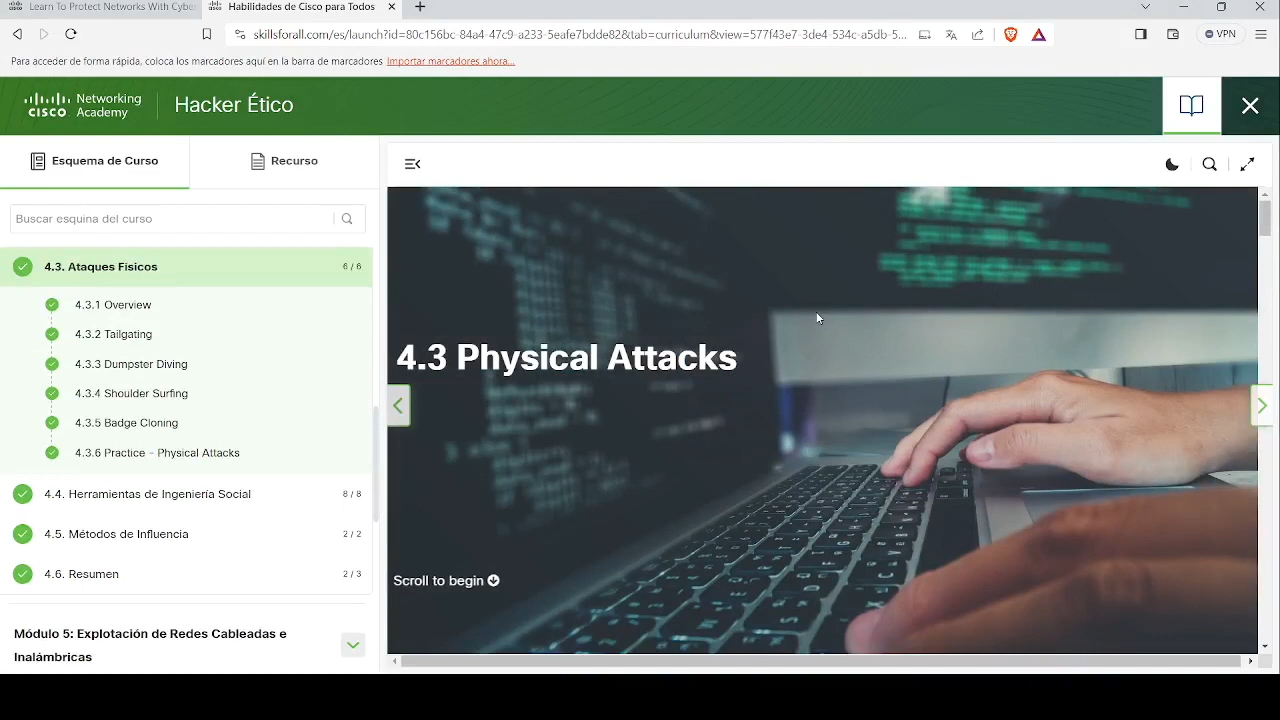 Learn To Protect Networks With Cybe
Habilidades de Cisco para Todos
skillsforall.com/es/launch?id=80c156bc-84a4-47c9-a233-5eafe7bdde82&tab=curriculum&view=577f43e7-3de4-534c-a5db-5...
VPN
Para acceder de forma rápida, coloca los marcadores aquí en la barra de marcadores Importar marcadores ahora...
CISCO Networking Academy
Hacker Ético
Esquema de Curso
Recurso
Buscar esquina del curso
4.3. Ataques Físicos 6 / 6
4.3.1 Overview
4.3.2 Tailgating
4.3.3 Dumpster Diving
4.3.4 Shoulder Surfing
4.3.5 Badge Cloning
4.3.6 Practice - Physical Attacks
4.4. Herramientas de Ingeniería Social 8 / 8
4.5. Métodos de Influencia 2 / 2
4.6. Resumen 2 / 3
Módulo 5: Explotación de Redes Cableadas e
Inalámbricas
4.3 Physical Attacks
Scroll to begin